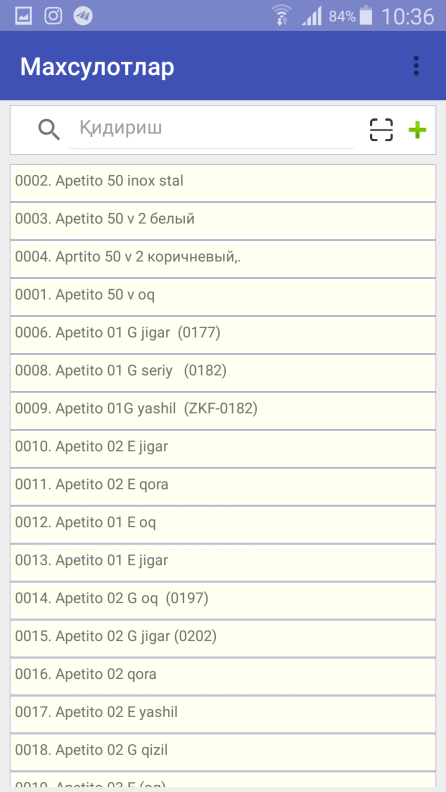 84% 10:36
Махсулотлар
Қидириш
0002. Apetito 50 inox stal
0003. Apetito 50 v 2 белый
0004. Aprtito 50 v 2 коричневый,.
0001. Apetito 50 v oq
0006. Apetito 01 G jigar (0177)
0008. Apetito 01 G seriy (0182)
0009. Apetito 01G yashil (ZKF-0182)
0010. Apetito 02 E jigar
0011. Apetito 02 E qora
0012. Apetito 01 E oq
0013. Apetito 01 E jigar
0014. Apetito 02 G oq (0197)
0015. Apetito 02 G jigar (0202)
0016. Apetito 02 qora
0017. Apetito 02 E yashil
0018. Apetito 02 G qizil
0019. Apetito 03 E (oq)